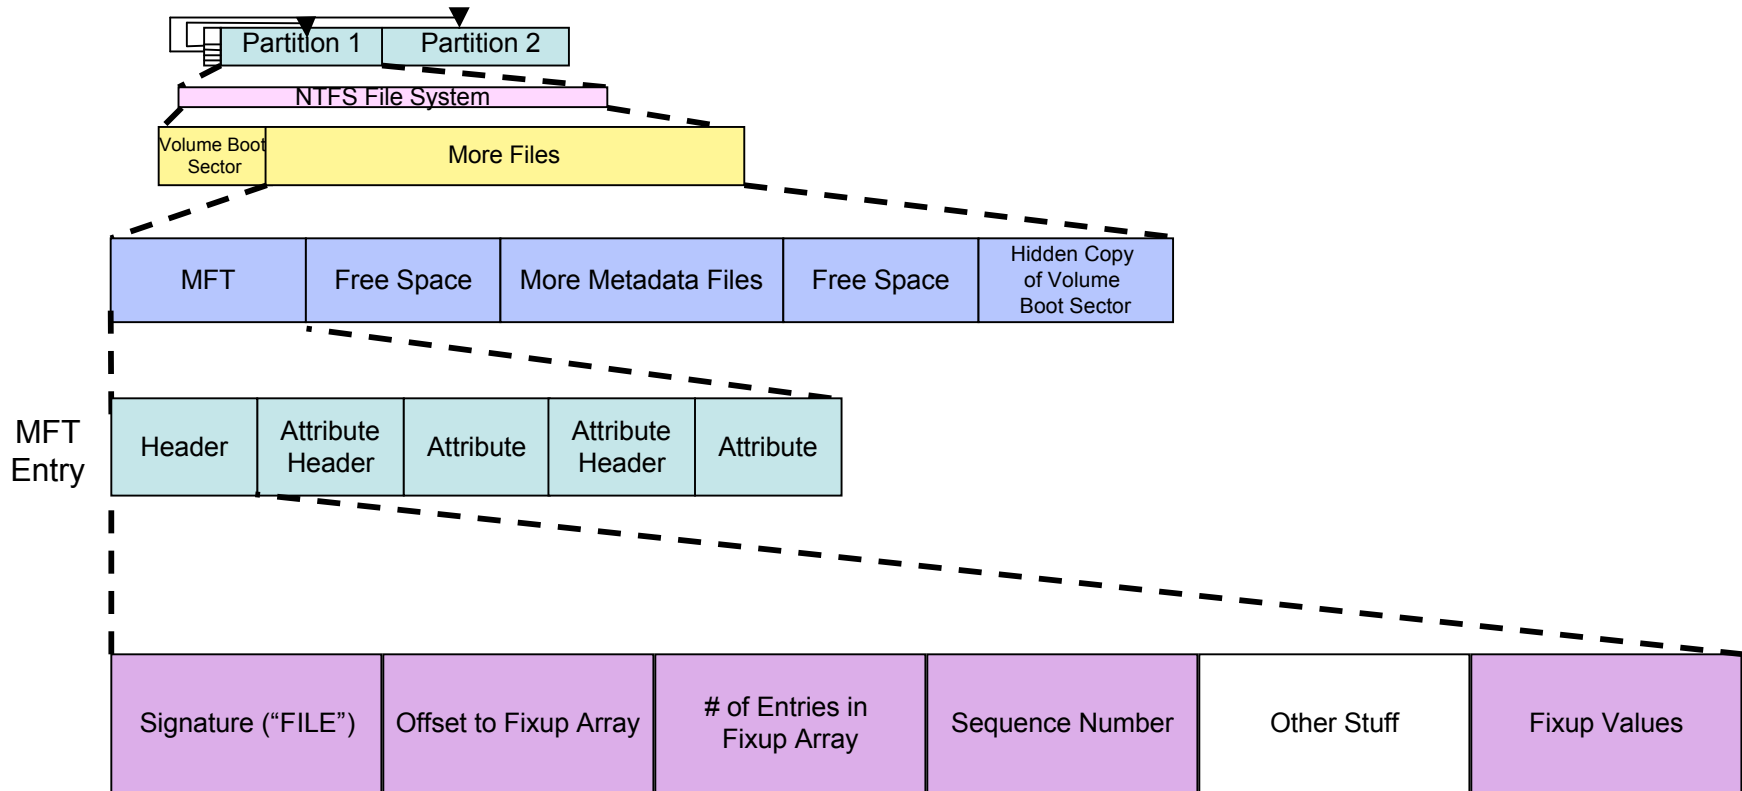 Partition 1
Partition 2
NTFS File System
Volume Boot
Sector
More Files
MFT
Free Space
More Metadata Files
Free Space
Hidden Copy
of Volume
Boot Sector
MFT
Entry
Header
Attribute
Header
Attribute
Attribute
Header
Attribute
Signature (“FILE”)
Offset to Fixup Array
# of Entries in
Fixup Array
Sequence Number
Other Stuff
Fixup Values